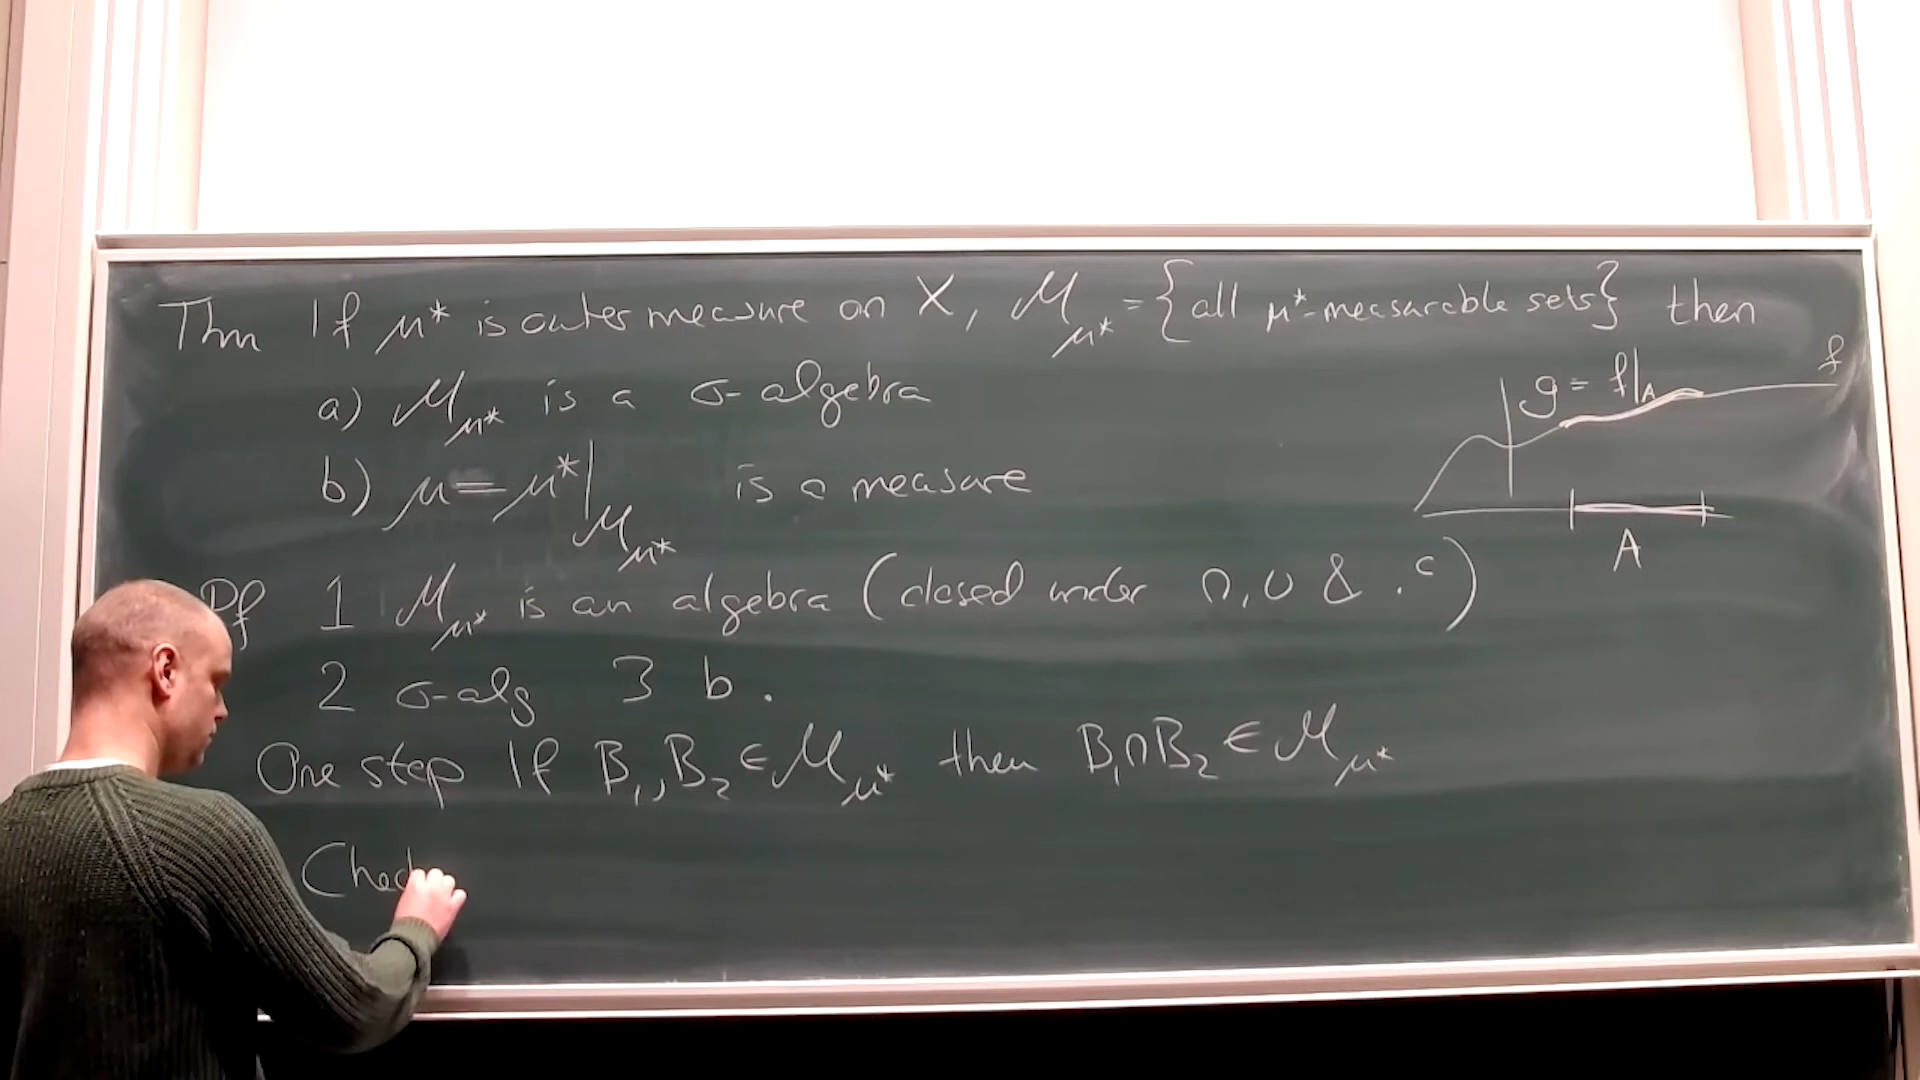 Thm If μ* is outer measure on X, ℳ_μ* = {all μ*-measurable sets} then
a) ℳ_μ* is a σ-algebra
g = f|_A
f
b) μ = μ*|_ℳ_μ* is a measure
A
Pf 1 ℳ_μ* is an algebra (closed under ∩, ∪ & ·ᶜ)
2 σ-alg 3 b.
One step If B₁, B₂ ∈ ℳ_μ* then B₁∩B₂ ∈ ℳ_μ*
Chec